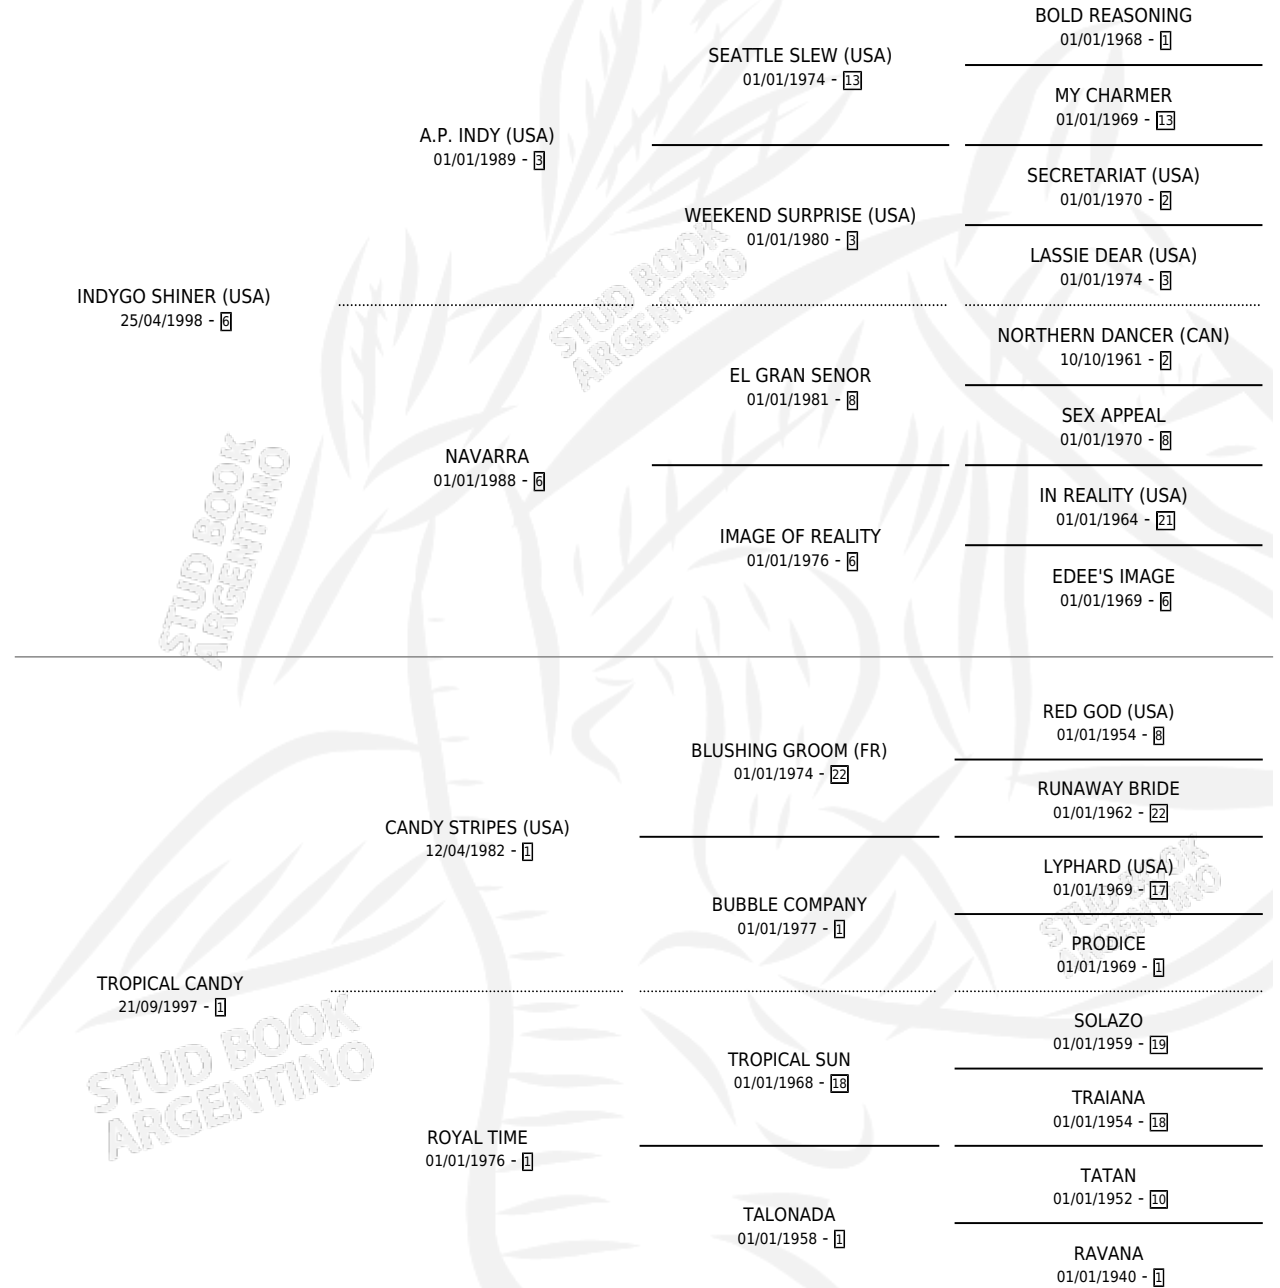 BOLD REASONING
01/01/1968 - 1
SEATTLE SLEW (USA)
01/01/1974 - 13
MY CHARMER
01/01/1969 - 13
A.P. INDY (USA)
01/01/1989 - 3
SECRETARIAT (USA)
01/01/1970 - 2
WEEKEND SURPRISE (USA)
01/01/1980 - 3
LASSIE DEAR (USA)
01/01/1974 - 3
INDYGO SHINER (USA)
25/04/1998 - 6
NORTHERN DANCER (CAN)
10/10/1961 - 2
EL GRAN SENOR
01/01/1981 - 8
SEX APPEAL
01/01/1970 - 8
NAVARRA
01/01/1988 - 6
IN REALITY (USA)
01/01/1964 - 21
IMAGE OF REALITY
01/01/1976 - 6
EDEE'S IMAGE
01/01/1969 - 6
STUD BOOK
ARGENTINO
STUD BOOK
ARGENTINO
RED GOD (USA)
01/01/1954 - 8
BLUSHING GROOM (FR)
01/01/1974 - 22
RUNAWAY BRIDE
01/01/1962 - 22
CANDY STRIPES (USA)
12/04/1982 - 1
LYPHARD (USA)
01/01/1969 - 17
BUBBLE COMPANY
01/01/1977 - 1
PRODICE
01/01/1969 - 1
STUD BOOK
ARGENTINO
TROPICAL CANDY
21/09/1997 - 1
SOLAZO
01/01/1959 - 19
TROPICAL SUN
01/01/1968 - 18
TRAIANA
01/01/1954 - 18
STUD BOOK
ARGENTINO
ROYAL TIME
01/01/1976 - 1
TATAN
01/01/1952 - 10
TALONADA
01/01/1958 - 1
RAVANA
01/01/1940 - 1